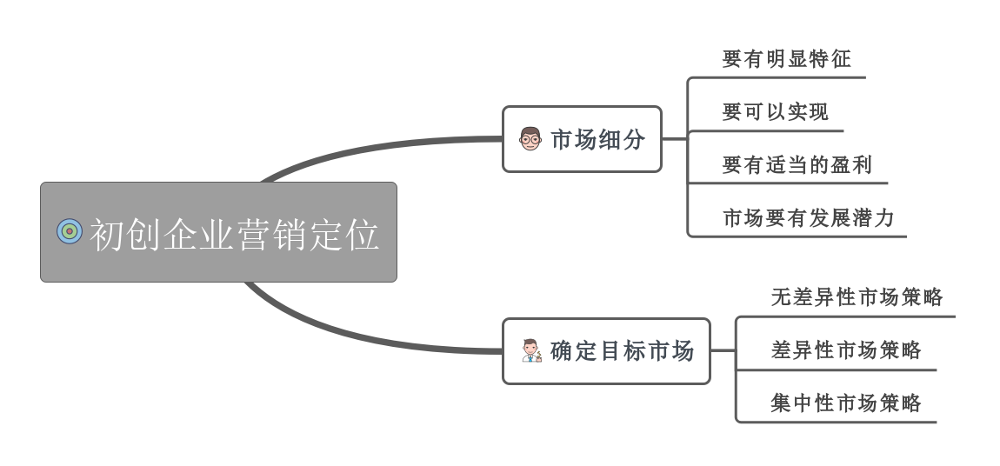 初创企业营销定位
市场细分
要有明显特征
要可以实现
要有适当的盈利
市场要有发展潜力
确定目标市场
无差异性市场策略
差异性市场策略
集中性市场策略